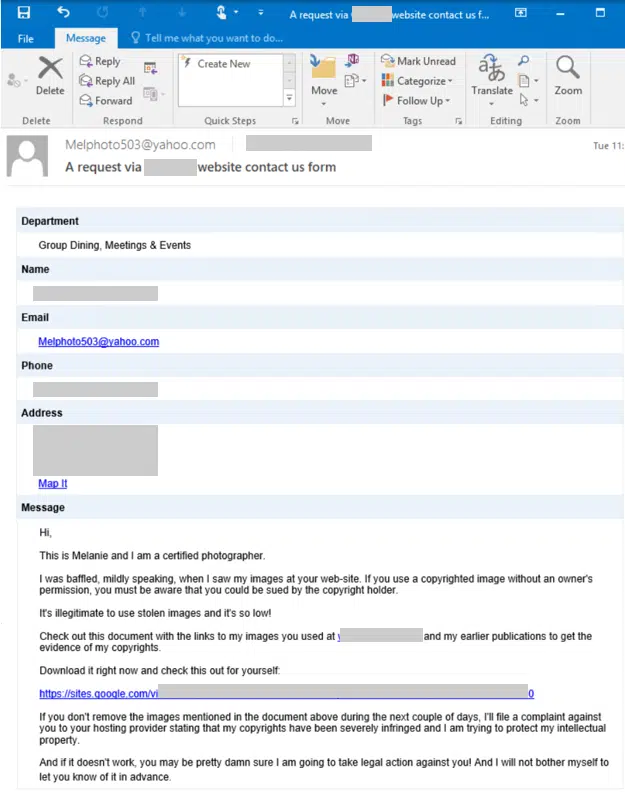 A request via website contact us f...
File Message Tell me what you want to do...
Delete
Reply
Reply All
Forward
Create New
Move
Mark Unread
Categorize
Follow Up
Translate
Zoom
Delete Respond Quick Steps Move Tags Editing Zoom
Melphoto503@yahoo.com
Tue 11:
A request via website contact us form
Department
Group Dining, Meetings & Events
Name
Email
Melphoto503@yahoo.com
Phone
Address
Map It
Message
Hi,
This is Melanie and I am a certified photographer.
I was baffled, mildly speaking, when I saw my images at your web-site. If you use a copyrighted image without an owner's
permission, you must be aware that you could be sued by the copyright holder.
It's illegitimate to use stolen images and it's so low!
Check out this document with the links to my images you used at and my earlier publications to get the
evidence of my copyrights.
Download it right now and check this out for yourself:
https://sites.google.com/vi 0
If you don't remove the images mentioned in the document above during the next couple of days, I'll file a complaint against
you to your hosting provider stating that my copyrights have been severely infringed and I am trying to protect my intellectual
property.
And if it doesn't work, you may be pretty damn sure I am going to take legal action against you! And I will not bother myself to
let you know of it in advance.